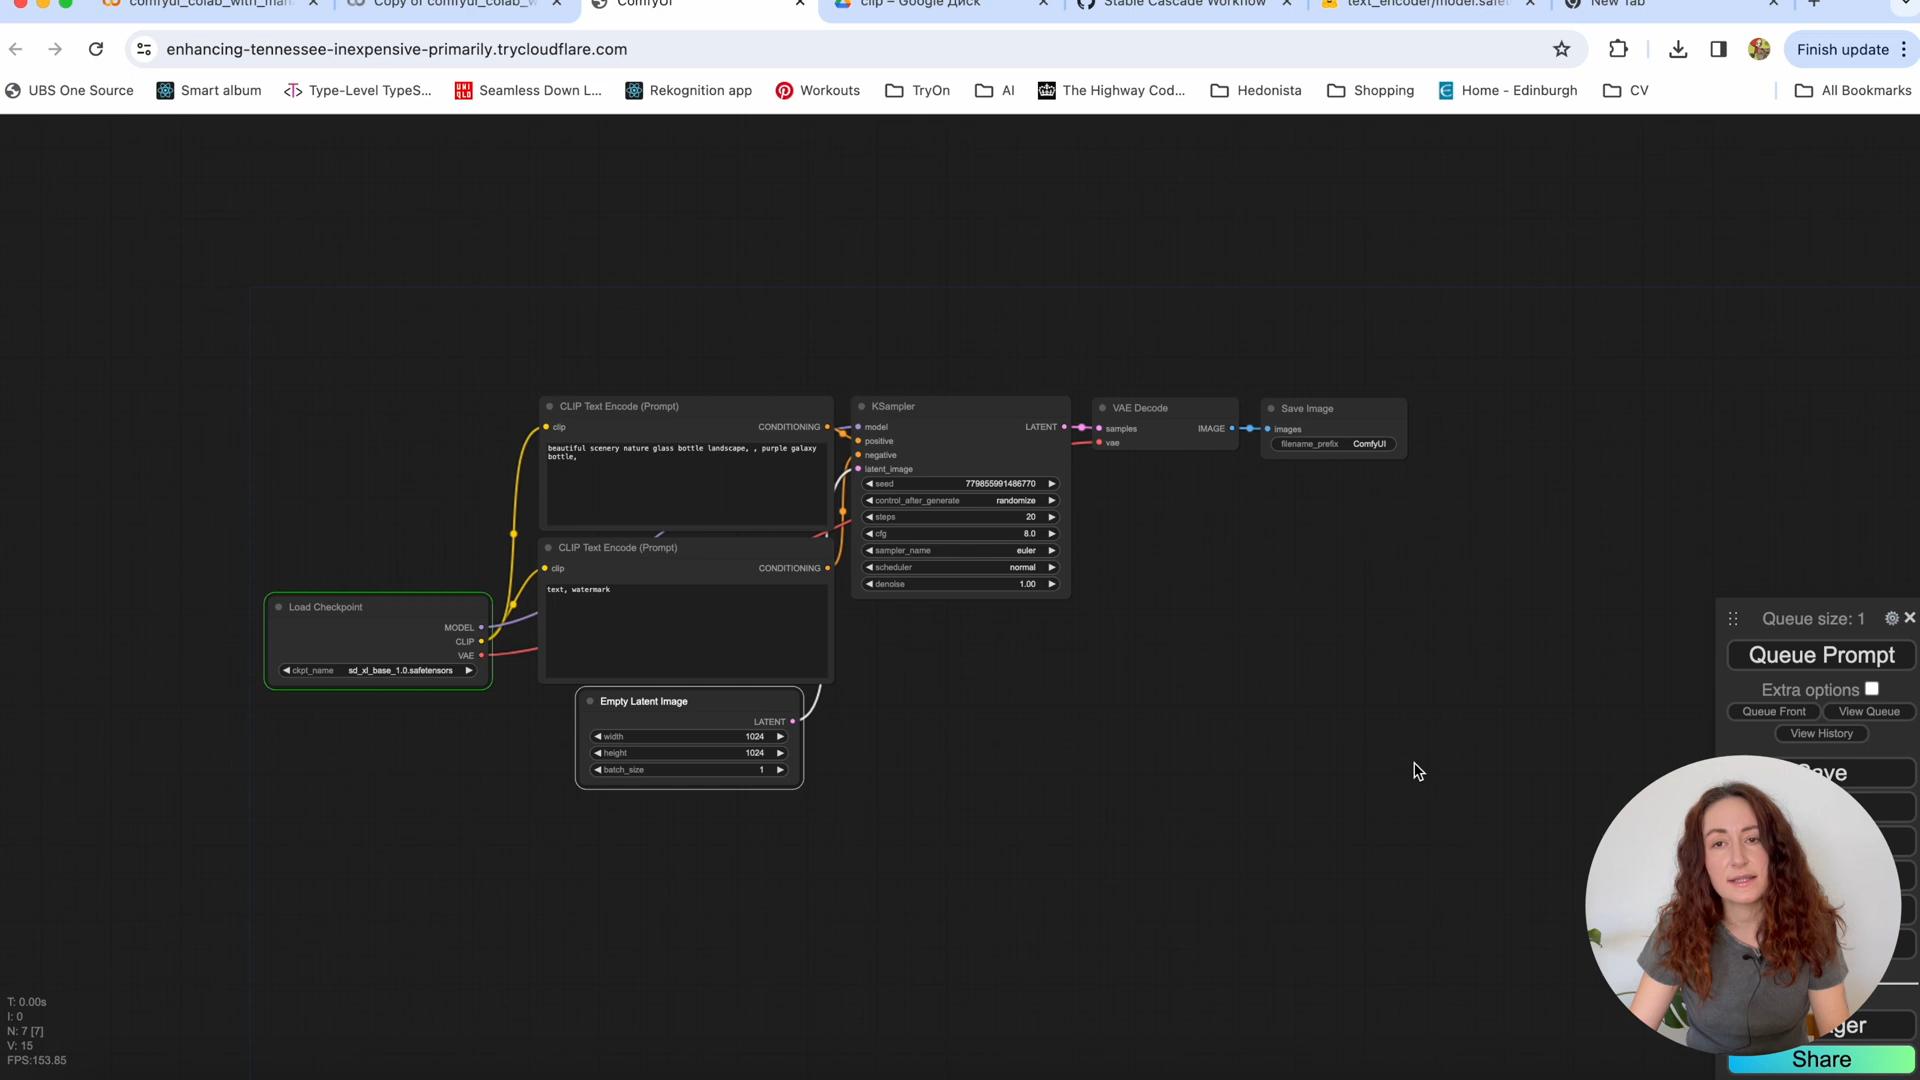 comfyui_colab_with_mana
Copy of comfyui_colab_w
ComfyUI
clip – Google Диск
Stable Cascade Workflow
text_encoder/model.safet
New Tab
enhancing-tennessee-inexpensive-primarily.trycloudflare.com
Finish update
UBS One Source
Smart album
Type-Level TypeS...
Seamless Down L...
Rekognition app
Workouts
TryOn
AI
The Highway Cod...
Hedonista
Shopping
Home - Edinburgh
CV
All Bookmarks
CLIP Text Encode (Prompt)
clip CONDITIONING
beautiful scenery nature glass bottle landscape, , purple galaxy
bottle,
CLIP Text Encode (Prompt)
clip CONDITIONING
text, watermark
Load Checkpoint
MODEL
CLIP
VAE
ckpt_name sd_xl_base_1.0.safetensors
Empty Latent Image
LATENT
width 1024
height 1024
batch_size 1
KSampler
model LATENT
positive
negative
latent_image
seed 779855991486770
control_after_generate randomize
steps 20
cfg 8.0
sampler_name euler
scheduler normal
denoise 1.00
VAE Decode
samples IMAGE
vae
Save Image
images
filename_prefix ComfyUI
Queue size: 1
Queue Prompt
Extra options
Queue Front
View Queue
View History
Save
ger
Share
T: 0.00s
I: 0
N: 7 [7]
V: 15
FPS:153.85